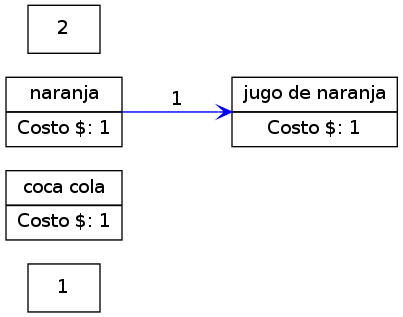 2
naranja
Costo $: 1
1
jugo de naranja
Costo $: 1
coca cola
Costo $: 1
1